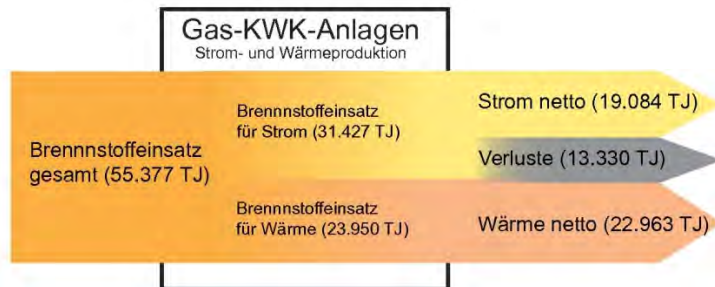 Gas-KWK-Anlagen
Strom- und Wärmeproduktion
Brennnstoffeinsatz
gesamt (55.377 TJ)
Brennnstoffeinsatz
für Strom (31.427 TJ)
Brennnstoffeinsatz
für Wärme (23.950 TJ)
Strom netto (19.084 TJ)
Verluste (13.330 TJ)
Wärme netto (22.963 TJ)